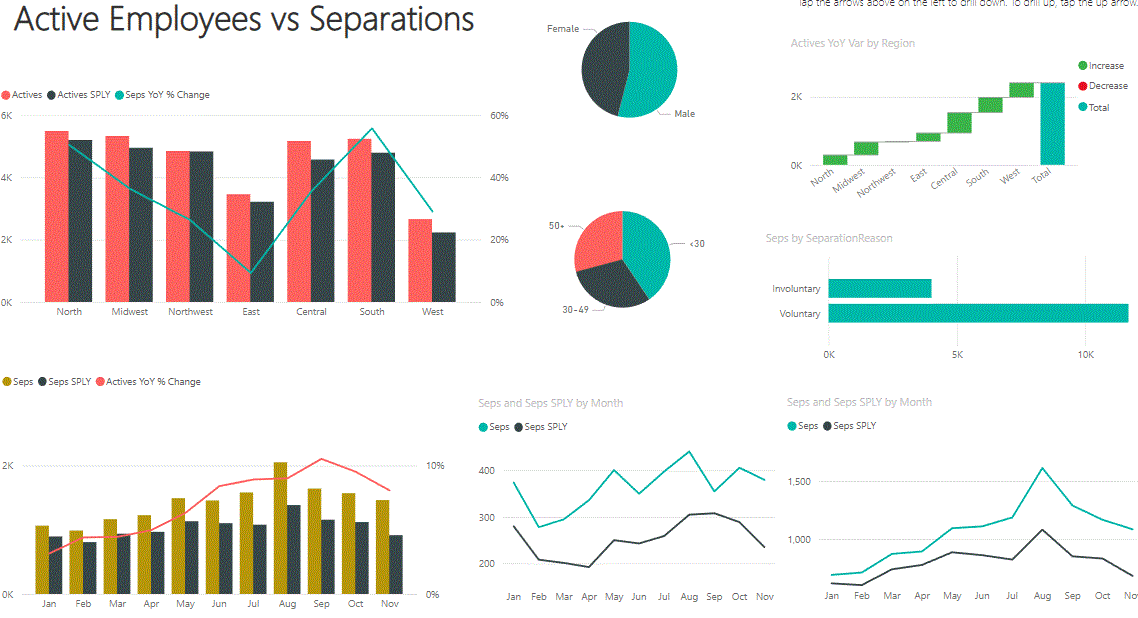 Tap the arrows above on the left to drill down. To drill up, tap the up arrow.
Active Employees vs Separations
Actives Actives SPLY Seps YoY % Change
6K
4K
2K
0K
60%
40%
20%
0%
North Midwest Northwest East Central South West
Female
Male
50+
<30
30-49
Actives YoY Var by Region
Increase
Decrease
Total
2K
0K
North Midwest Northwest East Central South West Total
Seps by SeparationReason
Involuntary
Voluntary
0K 5K 10K
Seps Seps SPLY Actives YoY % Change
2K
0K
10%
0%
Jan Feb Mar Apr May Jun Jul Aug Sep Oct Nov
Seps and Seps SPLY by Month
Seps Seps SPLY
400
300
200
Jan Feb Mar Apr May Jun Jul Aug Sep Oct Nov
Seps and Seps SPLY by Month
Seps Seps SPLY
1,500
1,000
Jan Feb Mar Apr May Jun Jul Aug Sep Oct Nov